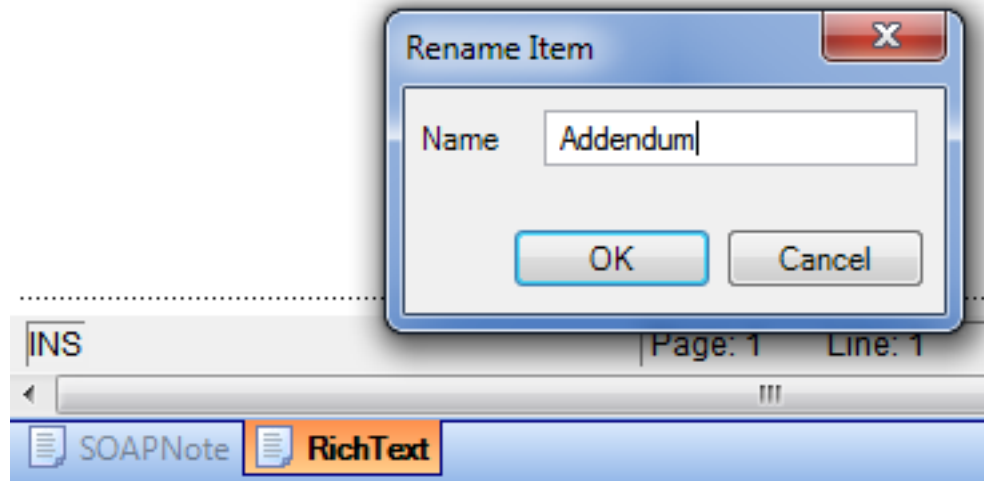 Rename Item
Name Addendum
OK Cancel
INS Page: 1 Line: 1
SOAPNote RichText